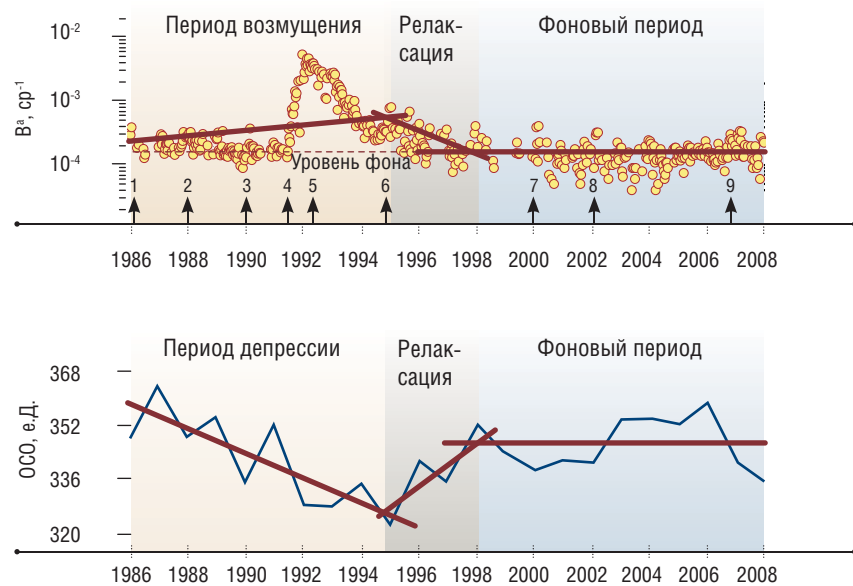 Период возмущения
Релак-
сация
Фоновый период
10-2
10-3
10-4
Bª, ср-1
Уровень фона
1 2 3 4 5 6 7 8 9
1986 1988 1990 1992 1994 1996 1998 2000 2002 2004 2006 2008
Период депрессии
Релак-
сация
Фоновый период
368
352
336
320
ОСО, е.Д.
1986 1988 1990 1992 1994 1996 1998 2000 2002 2004 2006 2008